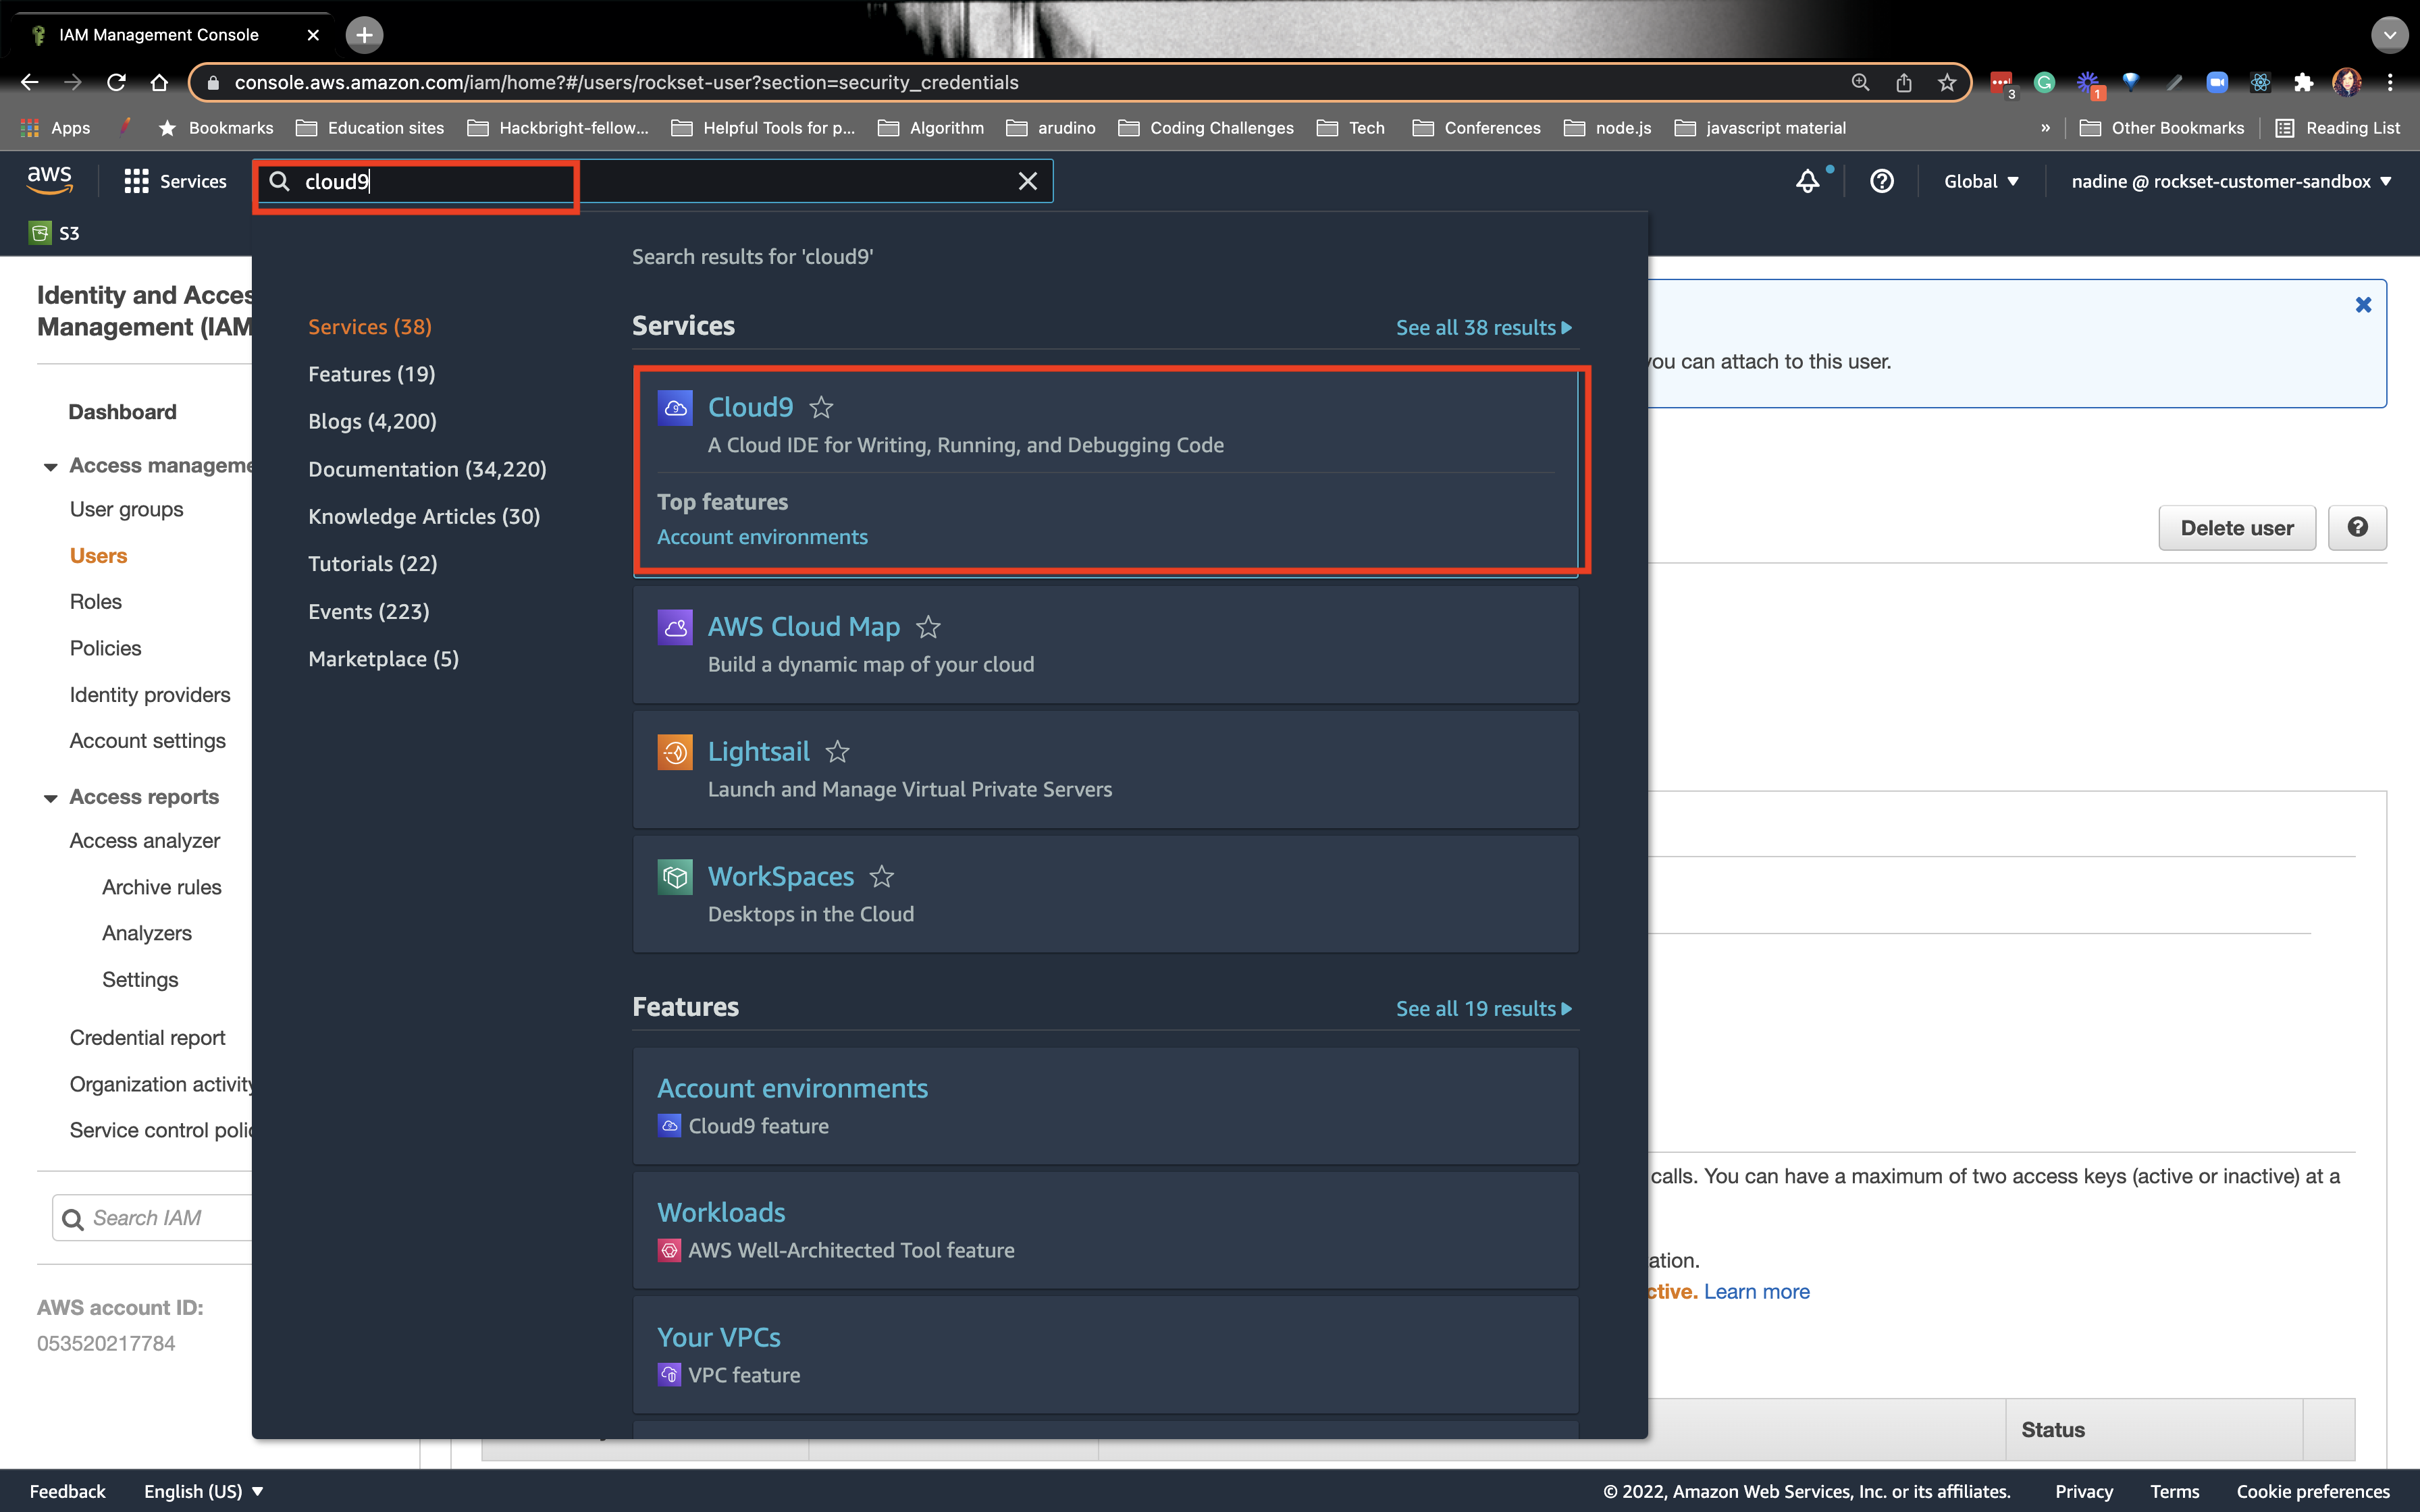 IAM Management Console
console.aws.amazon.com/iam/home?#/users/rockset-user?section=security_credentials
3
1
Apps
Bookmarks
Education sites
Hackbright-fellow...
Helpful Tools for p...
Algorithm
arudino
Coding Challenges
Tech
Conferences
node.js
javascript material
»
Other Bookmarks
Reading List
aws
Services
cloud9
Global
nadine @ rockset-customer-sandbox
S3
Identity and Acces
Management (IAM
Dashboard
Access manageme
User groups
Users
Roles
Policies
Identity providers
Account settings
Access reports
Access analyzer
Archive rules
Analyzers
Settings
Credential report
Organization activity
Service control polic
Search IAM
AWS account ID:
053520217784
Search results for 'cloud9'
Services (38)
Features (19)
Blogs (4,200)
Documentation (34,220)
Knowledge Articles (30)
Tutorials (22)
Events (223)
Marketplace (5)
Services
See all 38 results
Cloud9
A Cloud IDE for Writing, Running, and Debugging Code
Top features
Account environments
AWS Cloud Map
Build a dynamic map of your cloud
Lightsail
Launch and Manage Virtual Private Servers
WorkSpaces
Desktops in the Cloud
Features
See all 19 results
Account environments
Cloud9 feature
Workloads
AWS Well-Architected Tool feature
Your VPCs
VPC feature
you can attach to this user.
Delete user
calls. You can have a maximum of two access keys (active or inactive) at a
ation.
ctive. Learn more
Status
Feedback
English (US)
© 2022, Amazon Web Services, Inc. or its affiliates.
Privacy
Terms
Cookie preferences